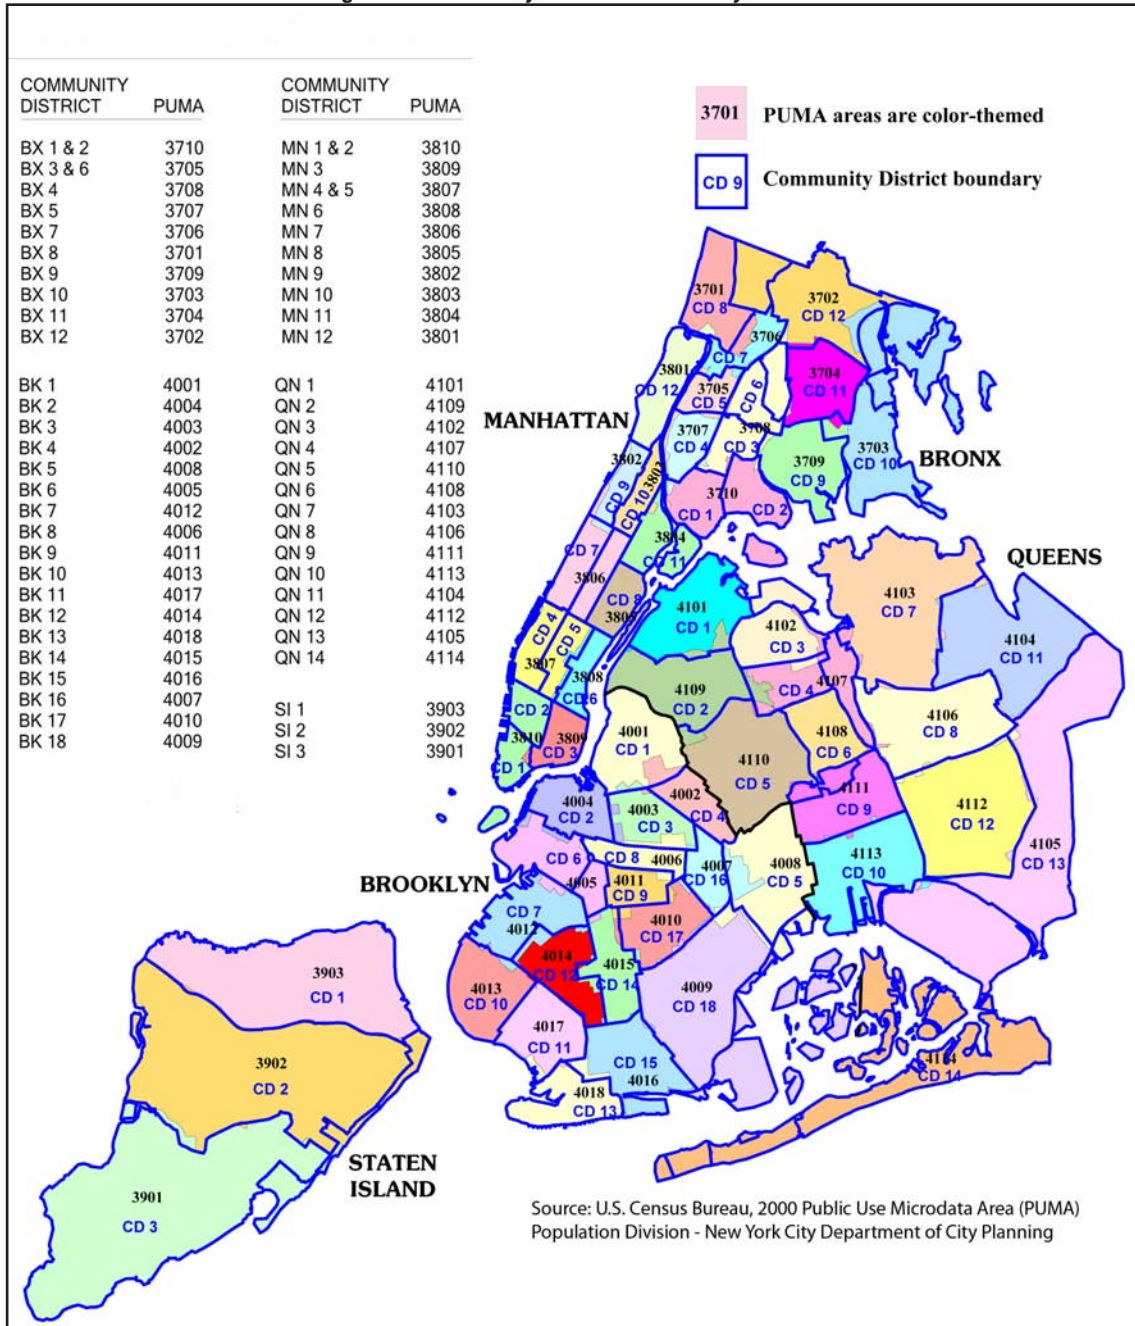 COMMUNITY DISTRICT PUMA
BX 1 & 2 3710
BX 3 & 6 3705
BX 4 3708
BX 5 3707
BX 7 3706
BX 8 3701
BX 9 3709
BX 10 3703
BX 11 3704
BX 12 3702
COMMUNITY DISTRICT PUMA
MN 1 & 2 3810
MN 3 3809
MN 4 & 5 3807
MN 6 3808
MN 7 3806
MN 8 3805
MN 9 3802
MN 10 3803
MN 11 3804
MN 12 3801
BK 1 4001
BK 2 4004
BK 3 4003
BK 4 4002
BK 5 4008
BK 6 4005
BK 7 4012
BK 8 4006
BK 9 4011
BK 10 4013
BK 11 4017
BK 12 4014
BK 13 4018
BK 14 4015
BK 15 4016
BK 16 4007
BK 17 4010
BK 18 4009
QN 1 4101
QN 2 4109
QN 3 4102
QN 4 4107
QN 5 4110
QN 6 4108
QN 7 4103
QN 8 4106
QN 9 4111
QN 10 4113
QN 11 4104
QN 12 4112
QN 13 4105
QN 14 4114
SI 1 3903
SI 2 3902
SI 3 3901
3701 PUMA areas are color-themed
CD 9 Community District boundary
3701
CD 8
3702
CD 12
3706
CD 7
3704
CD 11
3705
CD 5
CD 6
3801
CD 12
MANHATTAN
3707
CD 4
3708
CD 3
3703
CD 10
BRONX
3709
CD 9
3802
CD 9
3803
CD 10
3710
CD 1
CD 2
3804
CD 11
CD 7
3806
CD 8
3805
QUEENS
4103
CD 7
4101
CD 1
4102
CD 3
4104
CD 11
CD 4
CD 5
3807
3808
CD 6
4107
CD 4
4109
CD 2
4106
CD 8
CD 2
3810
CD 1
3809
CD 3
4001
CD 1
4108
CD 6
4110
CD 5
4111
CD 9
4112
CD 12
4105
CD 13
4004
CD 2
4003
CD 3
4002
CD 4
4113
CD 10
CD 6
4005
CD 8
4006
4007
CD 16
4008
CD 5
BROOKLYN
4011
CD 9
CD 7
4012
4010
CD 17
4014
CD 12
4015
CD 14
4013
CD 10
4009
CD 18
4017
CD 11
CD 15
4016
4018
CD 13
4114
CD 14
3903
CD 1
3902
CD 2
3901
CD 3
STATEN
ISLAND
Source: U.S. Census Bureau, 2000 Public Use Microdata Area (PUMA)
Population Division - New York City Department of City Planning